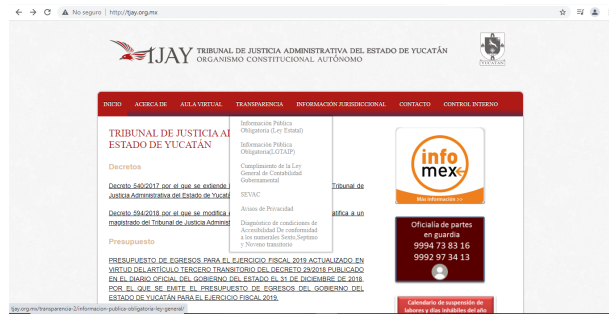 No seguro | http://tjay.org.mx
TJAY TRIBUNAL DE JUSTICIA ADMINISTRATIVA DEL ESTADO DE YUCATÁN
ORGANISMO CONSTITUCIONAL AUTÓNOMO
YUCATÁN
INICIO ACERCA DE AULA VIRTUAL TRANSPARENCIA INFORMACIÓN JURISDICCIONAL CONTACTO CONTROL INTERNO
TRIBUNAL DE JUSTICIA A
ESTADO DE YUCATÁN
Decretos
Decreto 540/2017 por el que se extiende
Tribunal de
Justicia Administrativa del Estado de Yucatá
Decreto 594/2018 por el que se modifica
ratifica a un
magistrado del Tribunal de Justicia Adminis
Presupuesto
PRESUPUESTO DE EGRESOS PARA EL EJERCICIO FISCAL 2019 ACTUALIZADO EN
VIRTUD DEL ARTÍCULO TERCERO TRANSITORIO DEL DECRETO 29/2018 PUBLICADO
EN EL DIARIO OFICIAL DEL GOBIERNO DEL ESTADO EL 31 DE DICIEMBRE DE 2018,
POR EL QUE SE EMITE EL PRESUPUESTO DE EGRESOS DEL GOBIERNO DEL
ESTADO DE YUCATÁN PARA EL EJERCICIO FISCAL 2019.
Información Pública
Obligatoria (Ley Estatal)
Información Pública
Obligatoria(LGTAIP)
Cumplimiento de la Ley
General de Contabilidad
Gubernamental
SEVAC
Avisos de Privacidad
Diagnóstico de condiciones de
Accesibilidad De conformidad
a los numerales Sexto,Septimo
y Noveno transitorio
info
mex
Más información >>
Oficialía de partes
en guardia
9994 73 83 16
9992 97 34 13
Calendario de suspensión de
labores y días inhábiles del año
tjay.org.mx/transparencia-2/informacion-publica-obligatoria-ley-general/